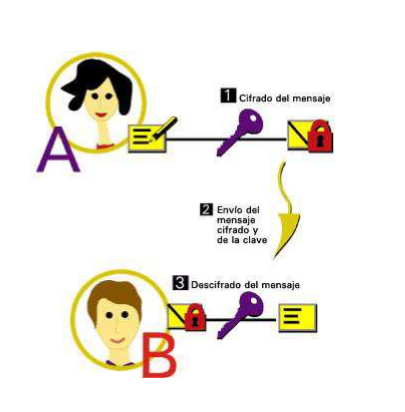 1 Cifrado del mensaje
A
2 Envío del
mensaje
cifrado y
de la clave
3 Descifrado del mensaje
B